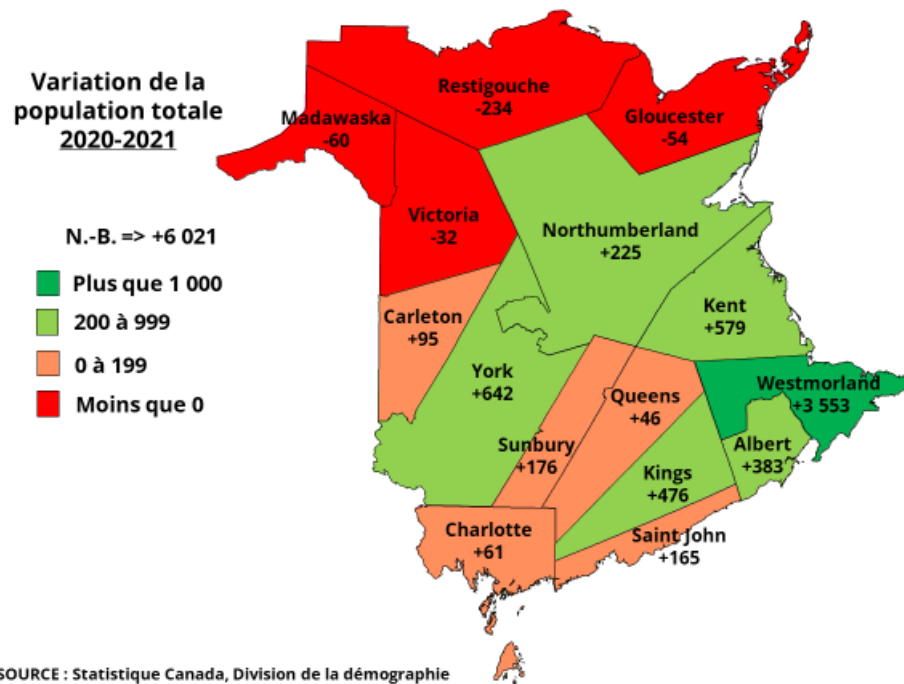 Variation de la
population totale
2020-2021
N.-B. => +6 021
Plus que 1 000
200 à 999
0 à 199
Moins que 0
Restigouche
-234
Madawaska
-60
Gloucester
-54
Victoria
-32
Northumberland
+225
Carleton
+95
Kent
+579
York
+642
Westmorland
+3 553
Queens
+46
Sunbury
+176
Albert
+383
Kings
+476
Charlotte
+61
Saint John
+165
SOURCE : Statistique Canada, Division de la démographie